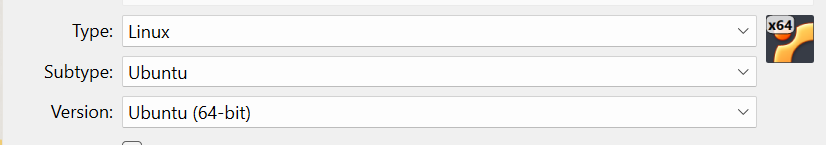 Type: Linux
x64
Subtype: Ubuntu
Version: Ubuntu (64-bit)